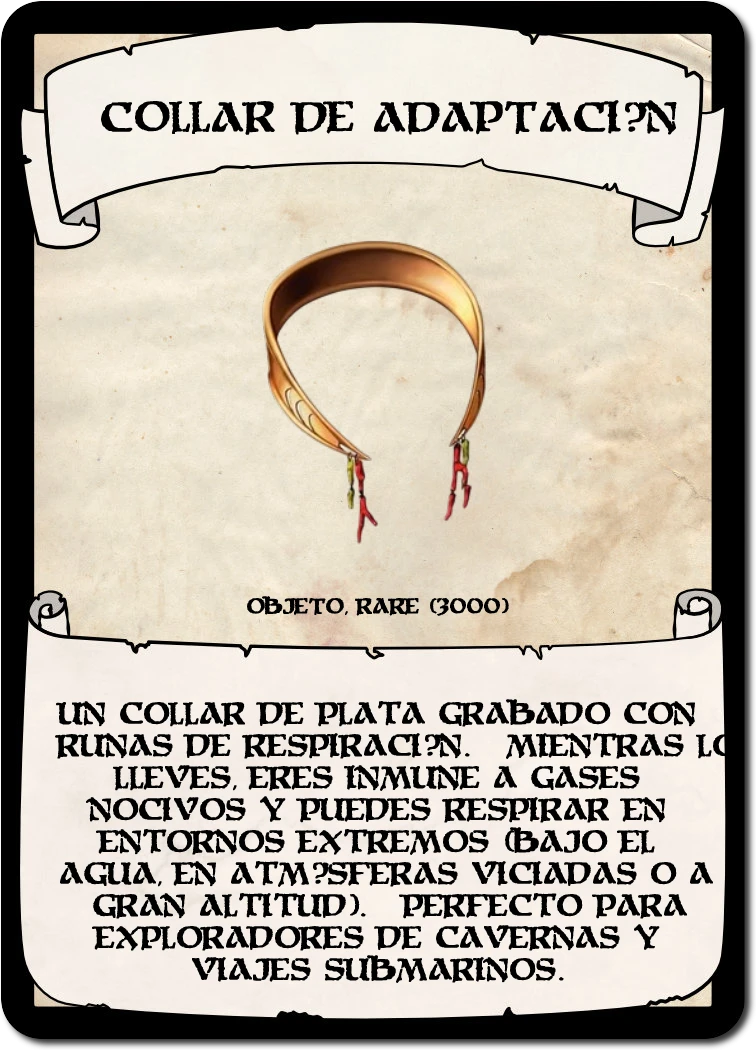 COLLAR DE ADAPTACI?N
OBJETO, RARE (3000)
UN COLLAR DE PLATA GRABADO CON
RUNAS DE RESPIRACI?N. MIENTRAS LO
LLEVES, ERES INMUNE A GASES
NOCIVOS Y PUEDES RESPIRAR EN
ENTORNOS EXTREMOS (BAJO EL
AGUA, EN ATM?SFERAS VICIADAS O A
GRAN ALTITUD). PERFECTO PARA
EXPLORADORES DE CAVERNAS Y
VIAJES SUBMARINOS.